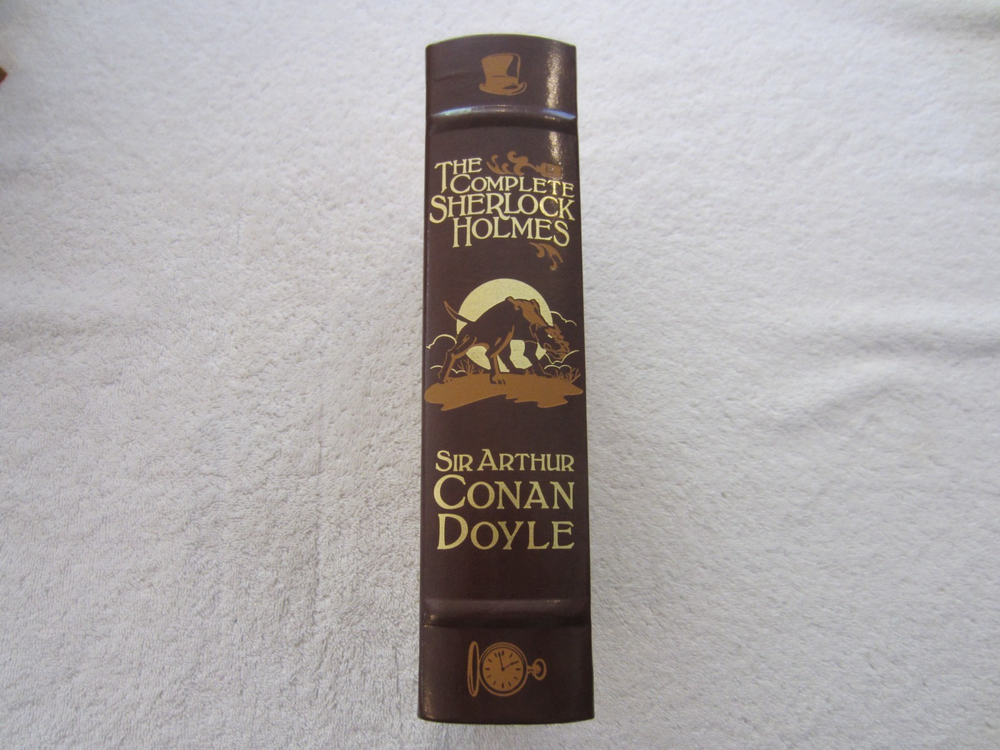 THE
COMPLETE
SHERLOCK
HOLMES
SIR ARTHUR
CONAN
DOYLE